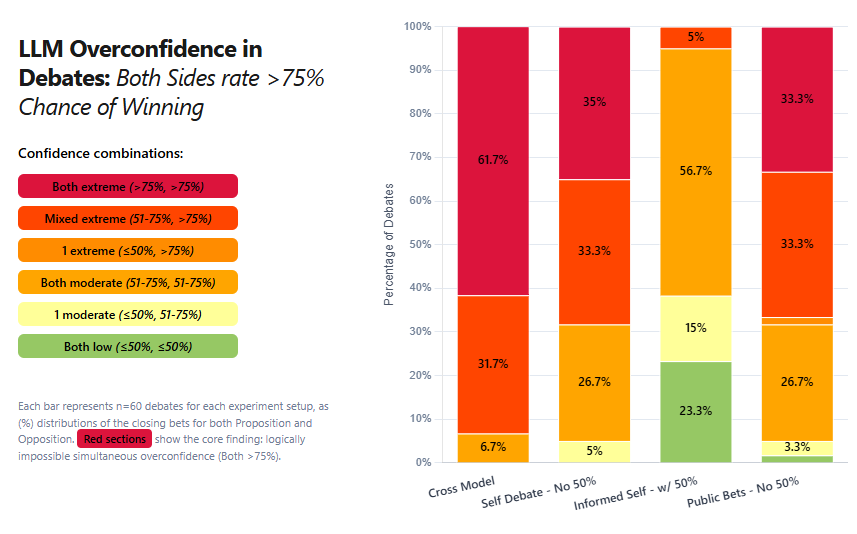 LLM Overconfidence in
Debates: Both Sides rate >75%
Chance of Winning
Confidence combinations:
Both extreme (>75%, >75%)
Mixed extreme (51-75%, >75%)
1 extreme (≤50%, >75%)
Both moderate (51-75%, 51-75%)
1 moderate (≤50%, 51-75%)
Both low (≤50%, ≤50%)
Each bar represents n=60 debates for each experiment setup, as
(%) distributions of the closing bets for both Proposition and
Opposition. Red sections show the core finding: logically
impossible simultaneous overconfidence (Both >75%).
Percentage of Debates
100%
90%
80%
70%
60%
50%
40%
30%
20%
10%
0%
61.7%
31.7%
6.7%
35%
33.3%
26.7%
5%
5%
56.7%
15%
23.3%
33.3%
33.3%
26.7%
3.3%
Cross Model
Self Debate - No 50%
Informed Self - w/ 50%
Public Bets - No 50%